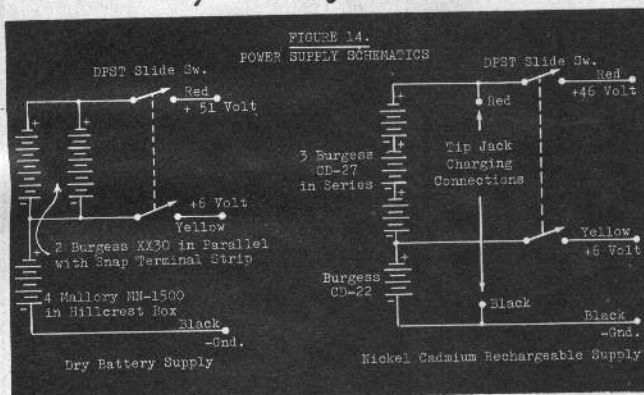 FIGURE 14.
POWER SUPPLY SCHEMATICS
DPST Slide Sw.
Red
+ 51 Volt
+6 Volt
Yellow
2 Burgess XX30 in Parallel
with Snap Terminal Strip
4 Mallory MN-1500
in Hillcrest Box
Black
-Gnd.
Dry Battery Supply
DPST Slide Sw.
Red
+46 Volt
Red
3 Burgess
CD-27
in Series
Tip Jack
Charging
Connections
Yellow
+6 Volt
Burgess
CD-22
Black
Black
-Gnd.
Nickel Cadmium Rechargeable Supply